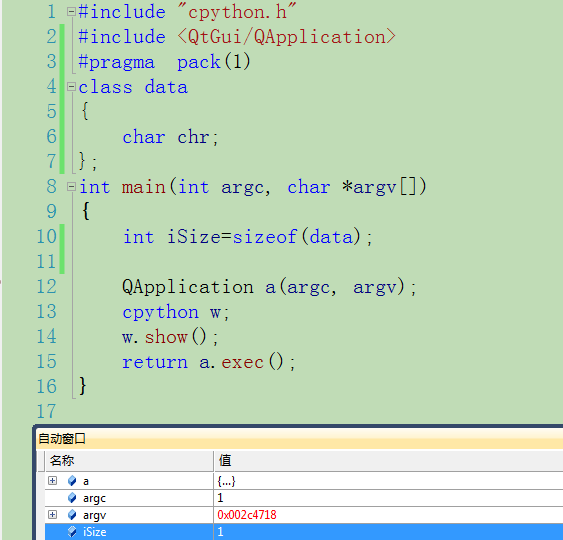 1 #include "cpython.h"
2 #include <QtGui/QApplication>
3 #pragma  pack(1)
4 class data
5 {
6     char chr;
7 };
8 int main(int argc, char *argv[])
9 {
10     int iSize=sizeof(data);
11
12     QApplication a(argc, argv);
13     cpython w;
14     w.show();
15     return a.exec();
16 }
17
自动窗口
名称 值
a {...}
argc 1
argv 0x002c4718
iSize 1